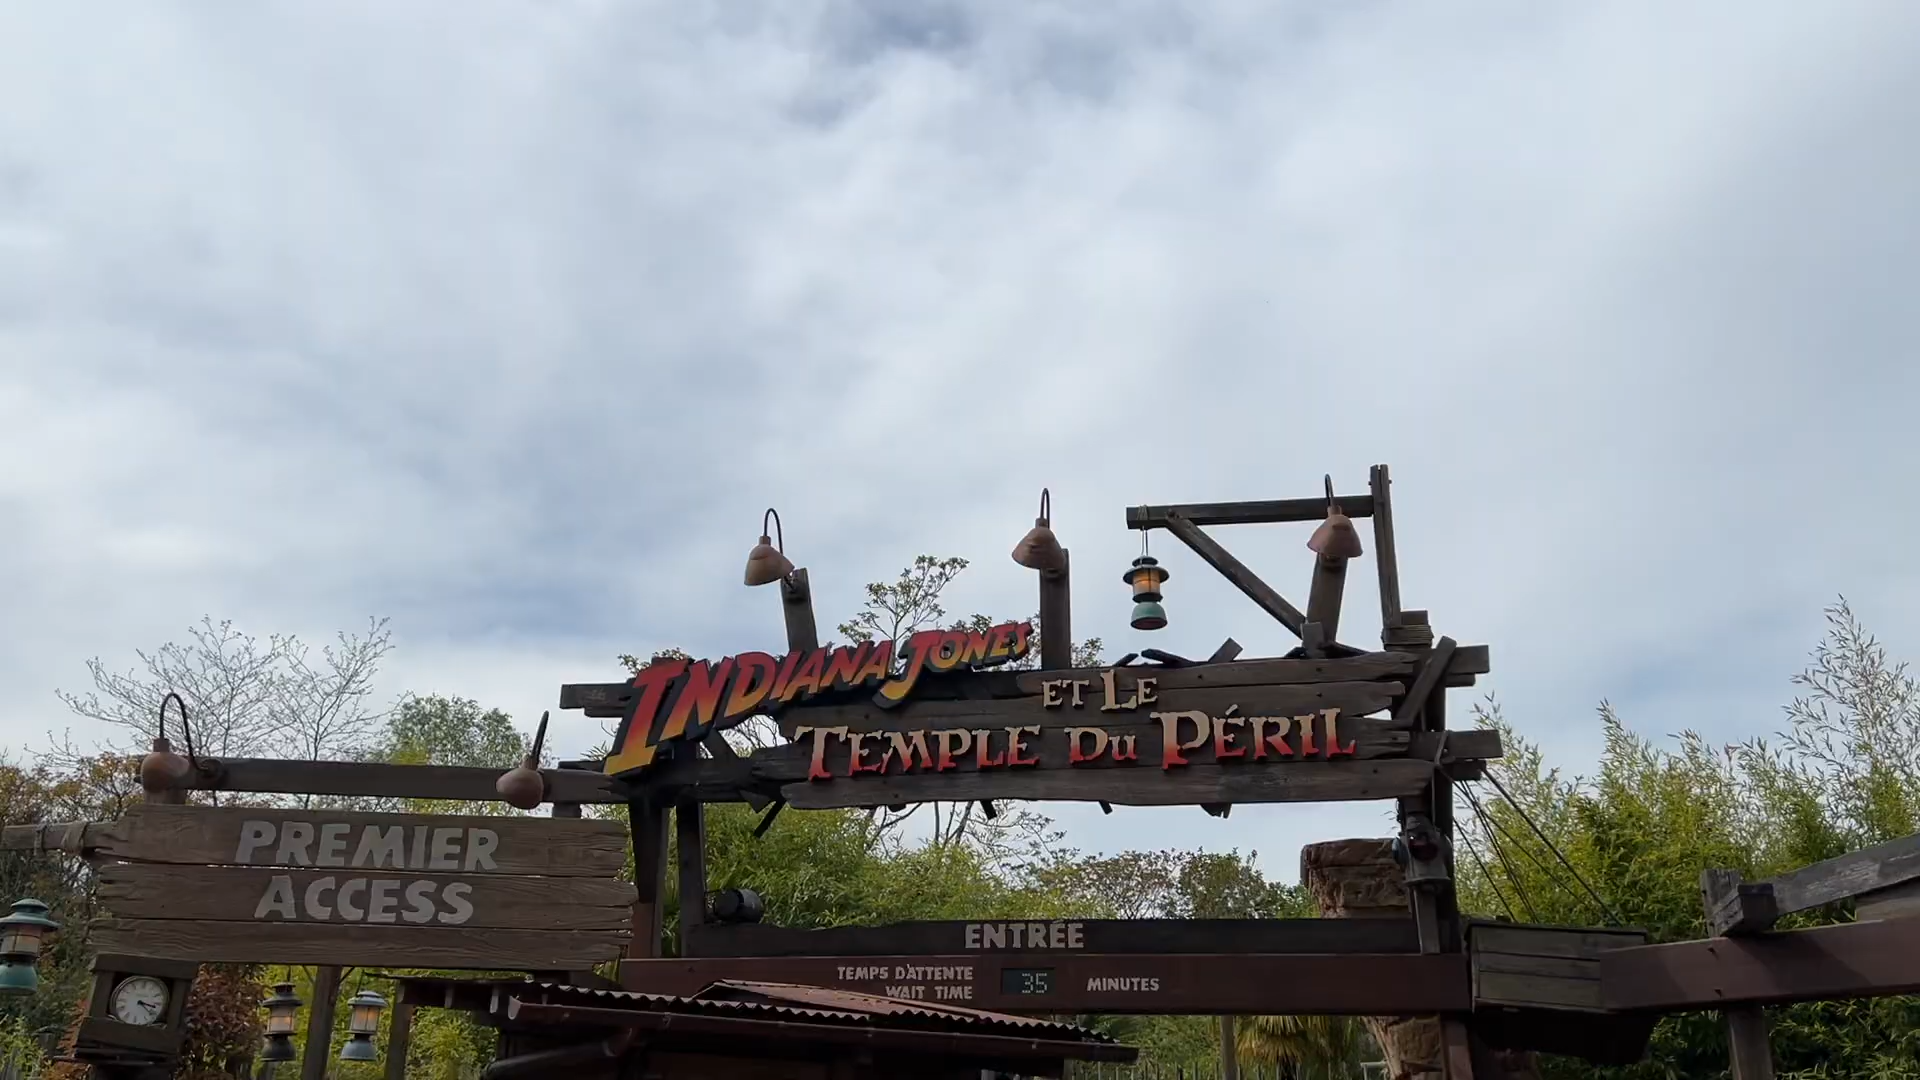 INDIANA JONES
ET LE
TEMPLE DU PÉRIL
PREMIER
ACCESS
ENTRÉE
TEMPS D'ATTENTE
WAIT TIME
35
MINUTES